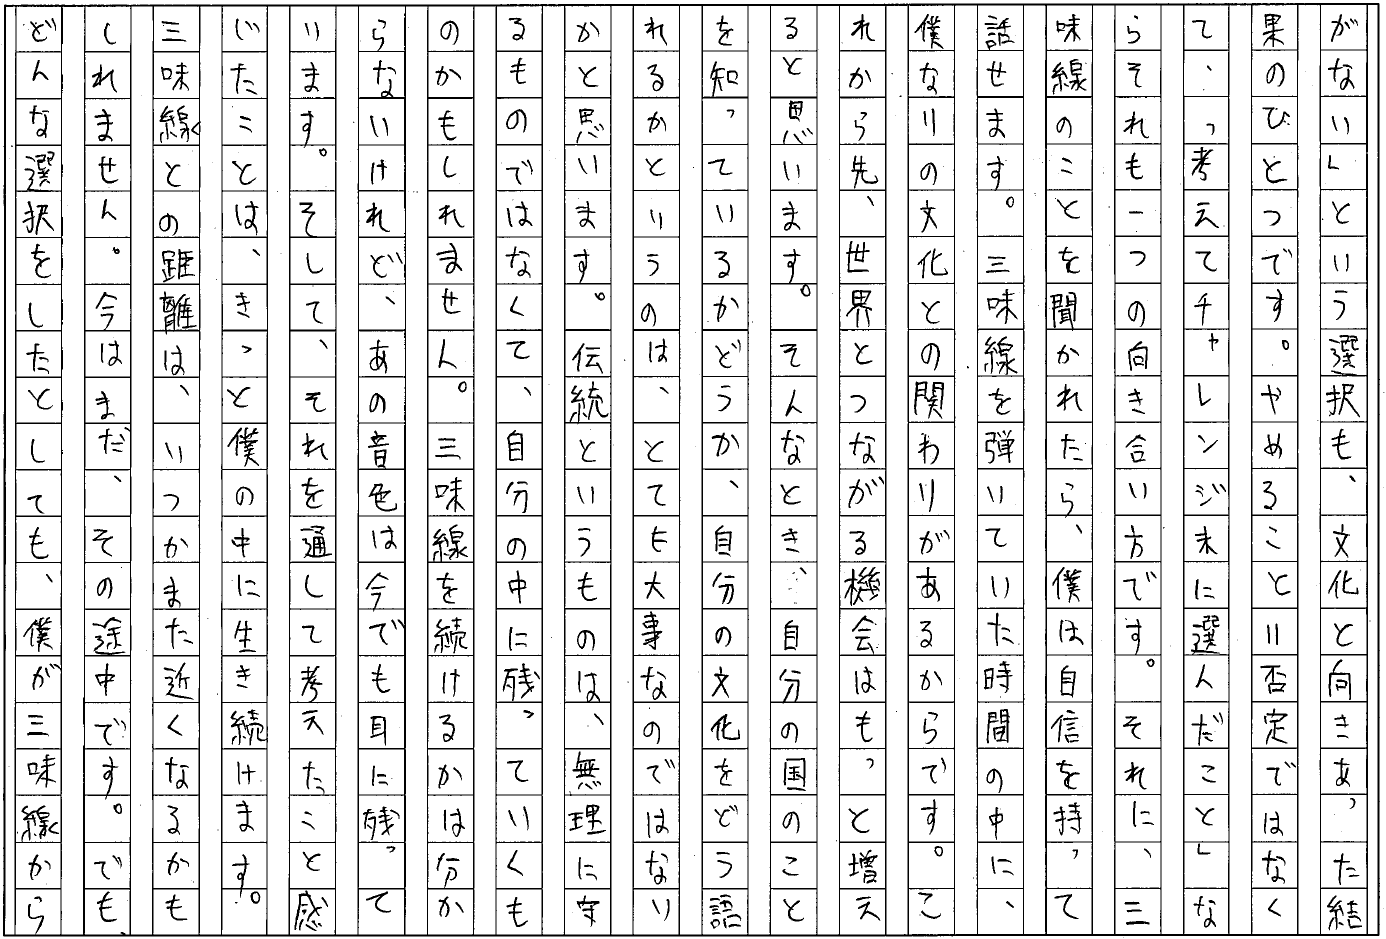 がない」という選択も、文化と向きあった結
果のひとつです。やめることは否定ではなく
て、っ考えてチャレンジ末に選んだこと」な
らそれも一つの向き合い方です。それに、三
味線のことを聞かれたら、僕は自信を持って
話せます。三味線を弾いていた時間の中に、
僕なりの文化との関わりがあるからです。こ
れから先、世界とつながる機会はもっと増え
ると思います。そんなとき、自分の国のこと
を知っているかどうか、自分の文化をどう語
れるかというのは、とても大事なのではない
かと思います。伝統というものは、無理に守
るものではなくて、自分の中に残っていくも
のかもしれません。三味線を続けるかは分か
らないけれど、あの音色は今でも耳に残って
います。そして、それを通して考えたこと感
じたことは、きっと僕の中に生き続けます。
三味線との距離は、いつかまた近くなるかも
しれません。今はまだ、その途中です。でも、
どんな選択をしたとしても、僕が三味線から